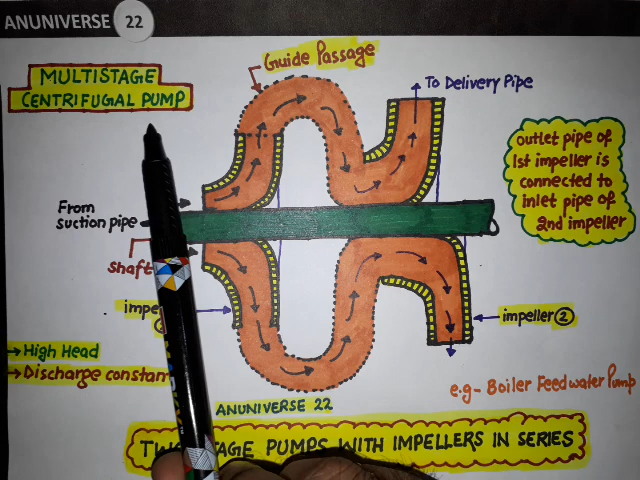 ANUNIVERSE 22
MULTISTAGE
CENTRIFUGAL PUMP
Guide Passage
To Delivery Pipe
outlet pipe of
1st impeller is
connected to
inlet pipe of
2nd impeller
From
suction pipe
Shaft
impe
impeller 2
→ High Head
→ Discharge constan
e.g- Boiler Feedwater Pump
ANUNIVERSE 22
TW AGE PUMPS WITH IMPELLERS IN SERIES